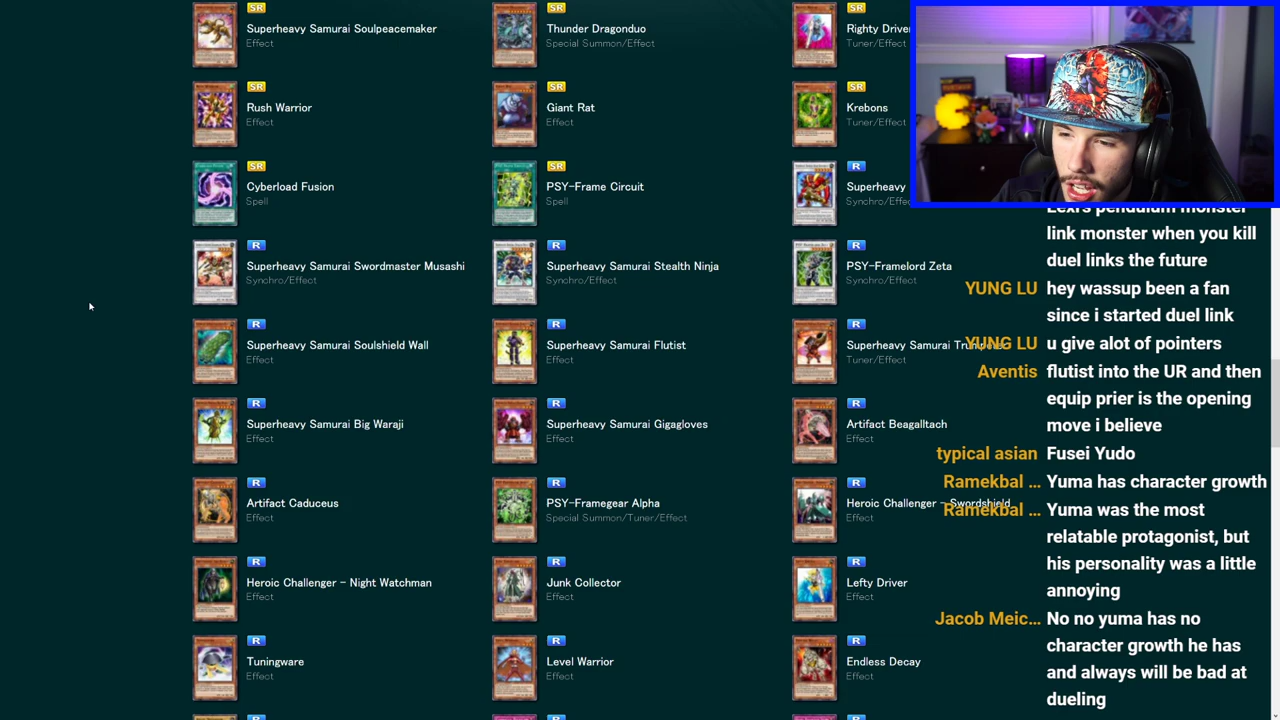 SR
Superheavy Samurai Soulpeacemaker
Effect
SR
Thunder Dragonduo
Special Summon/Effect
SR
Righty Driver
Tuner/Effect
SR
Rush Warrior
Effect
SR
Giant Rat
Effect
SR
Krebons
Tuner/Effect
SR
Cyberload Fusion
Spell
SR
PSY-Frame Circuit
Spell
R
Superheavy
Synchro/Effect
R
Superheavy Samurai Swordmaster Musashi
Synchro/Effect
R
Superheavy Samurai Stealth Ninja
Synchro/Effect
R
PSY-Framelord Zeta
Synchro/Effect
R
Superheavy Samurai Soulshield Wall
Effect
R
Superheavy Samurai Flutist
Effect
R
Superheavy Samurai Trumpeter
Tuner/Effect
R
Superheavy Samurai Big Waraji
Effect
R
Superheavy Samurai Gigagloves
Effect
R
Artifact Beagalltach
Effect
R
Artifact Caduceus
Effect
R
PSY-Framegear Alpha
Special Summon/Tuner/Effect
R
Heroic Challenger - Swordshield
Effect
R
Heroic Challenger - Night Watchman
Effect
R
Junk Collector
Effect
R
Lefty Driver
Effect
R
Tuningware
Effect
R
Level Warrior
Effect
R
Endless Decay
Effect
R
R
link monster when you kill
duel links the future
YUNG LU hey wassup been a fan
since i started duel link
YUNG LU u give alot of pointers
Aventis flutist into the UR and then
equip prier is the opening
move i believe
typical asian Fusei Yudo
Ramekbal ... Yuma has character growth
Ramekbal ... Yuma was the most
relatable protagonist, but
his personality was a litle
annoying
Jacob Meic... No no yuma has no
character growth he has
and always will be bad at
dueling